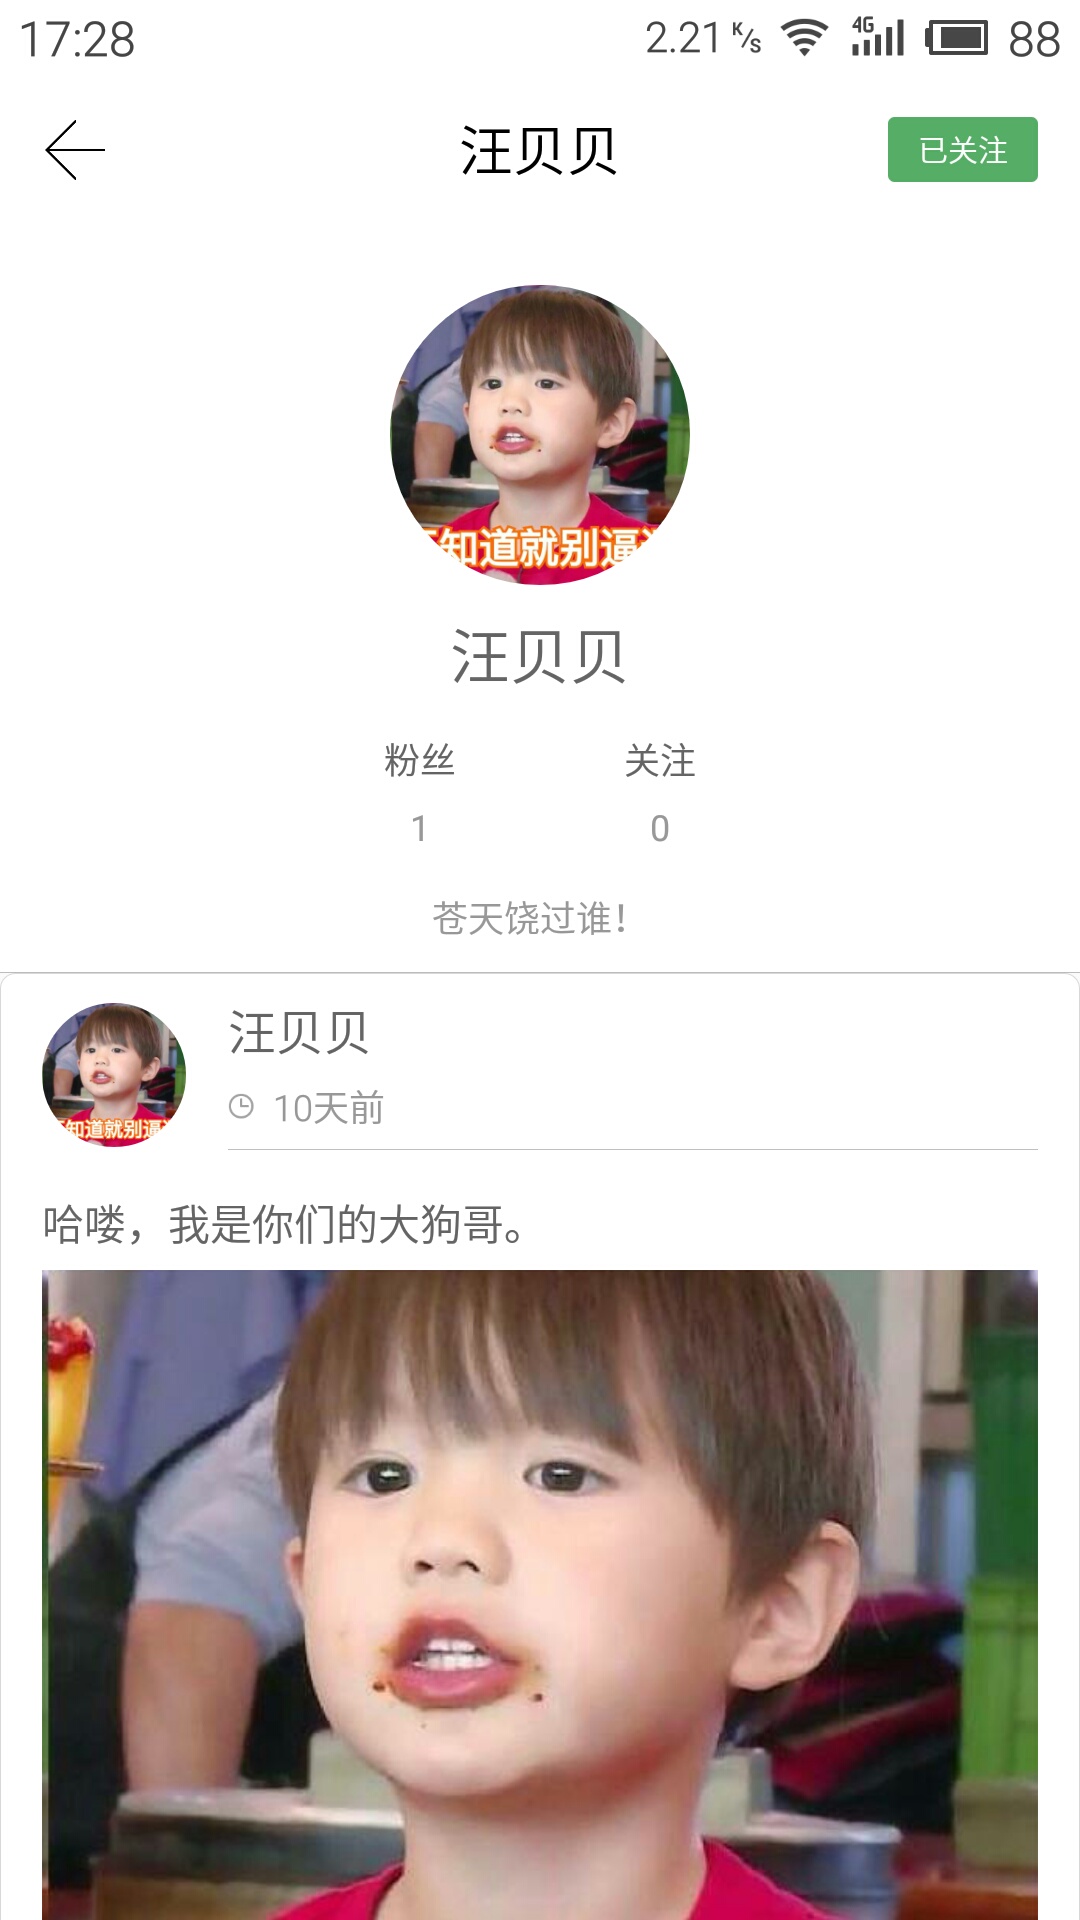 17:28
2.21 K/s 4G 88
汪贝贝
已关注
知道就别逼
汪贝贝
粉丝 关注
1 0
苍天饶过谁!
汪贝贝
知道就别逼
10天前
哈喽，我是你们的大狗哥。